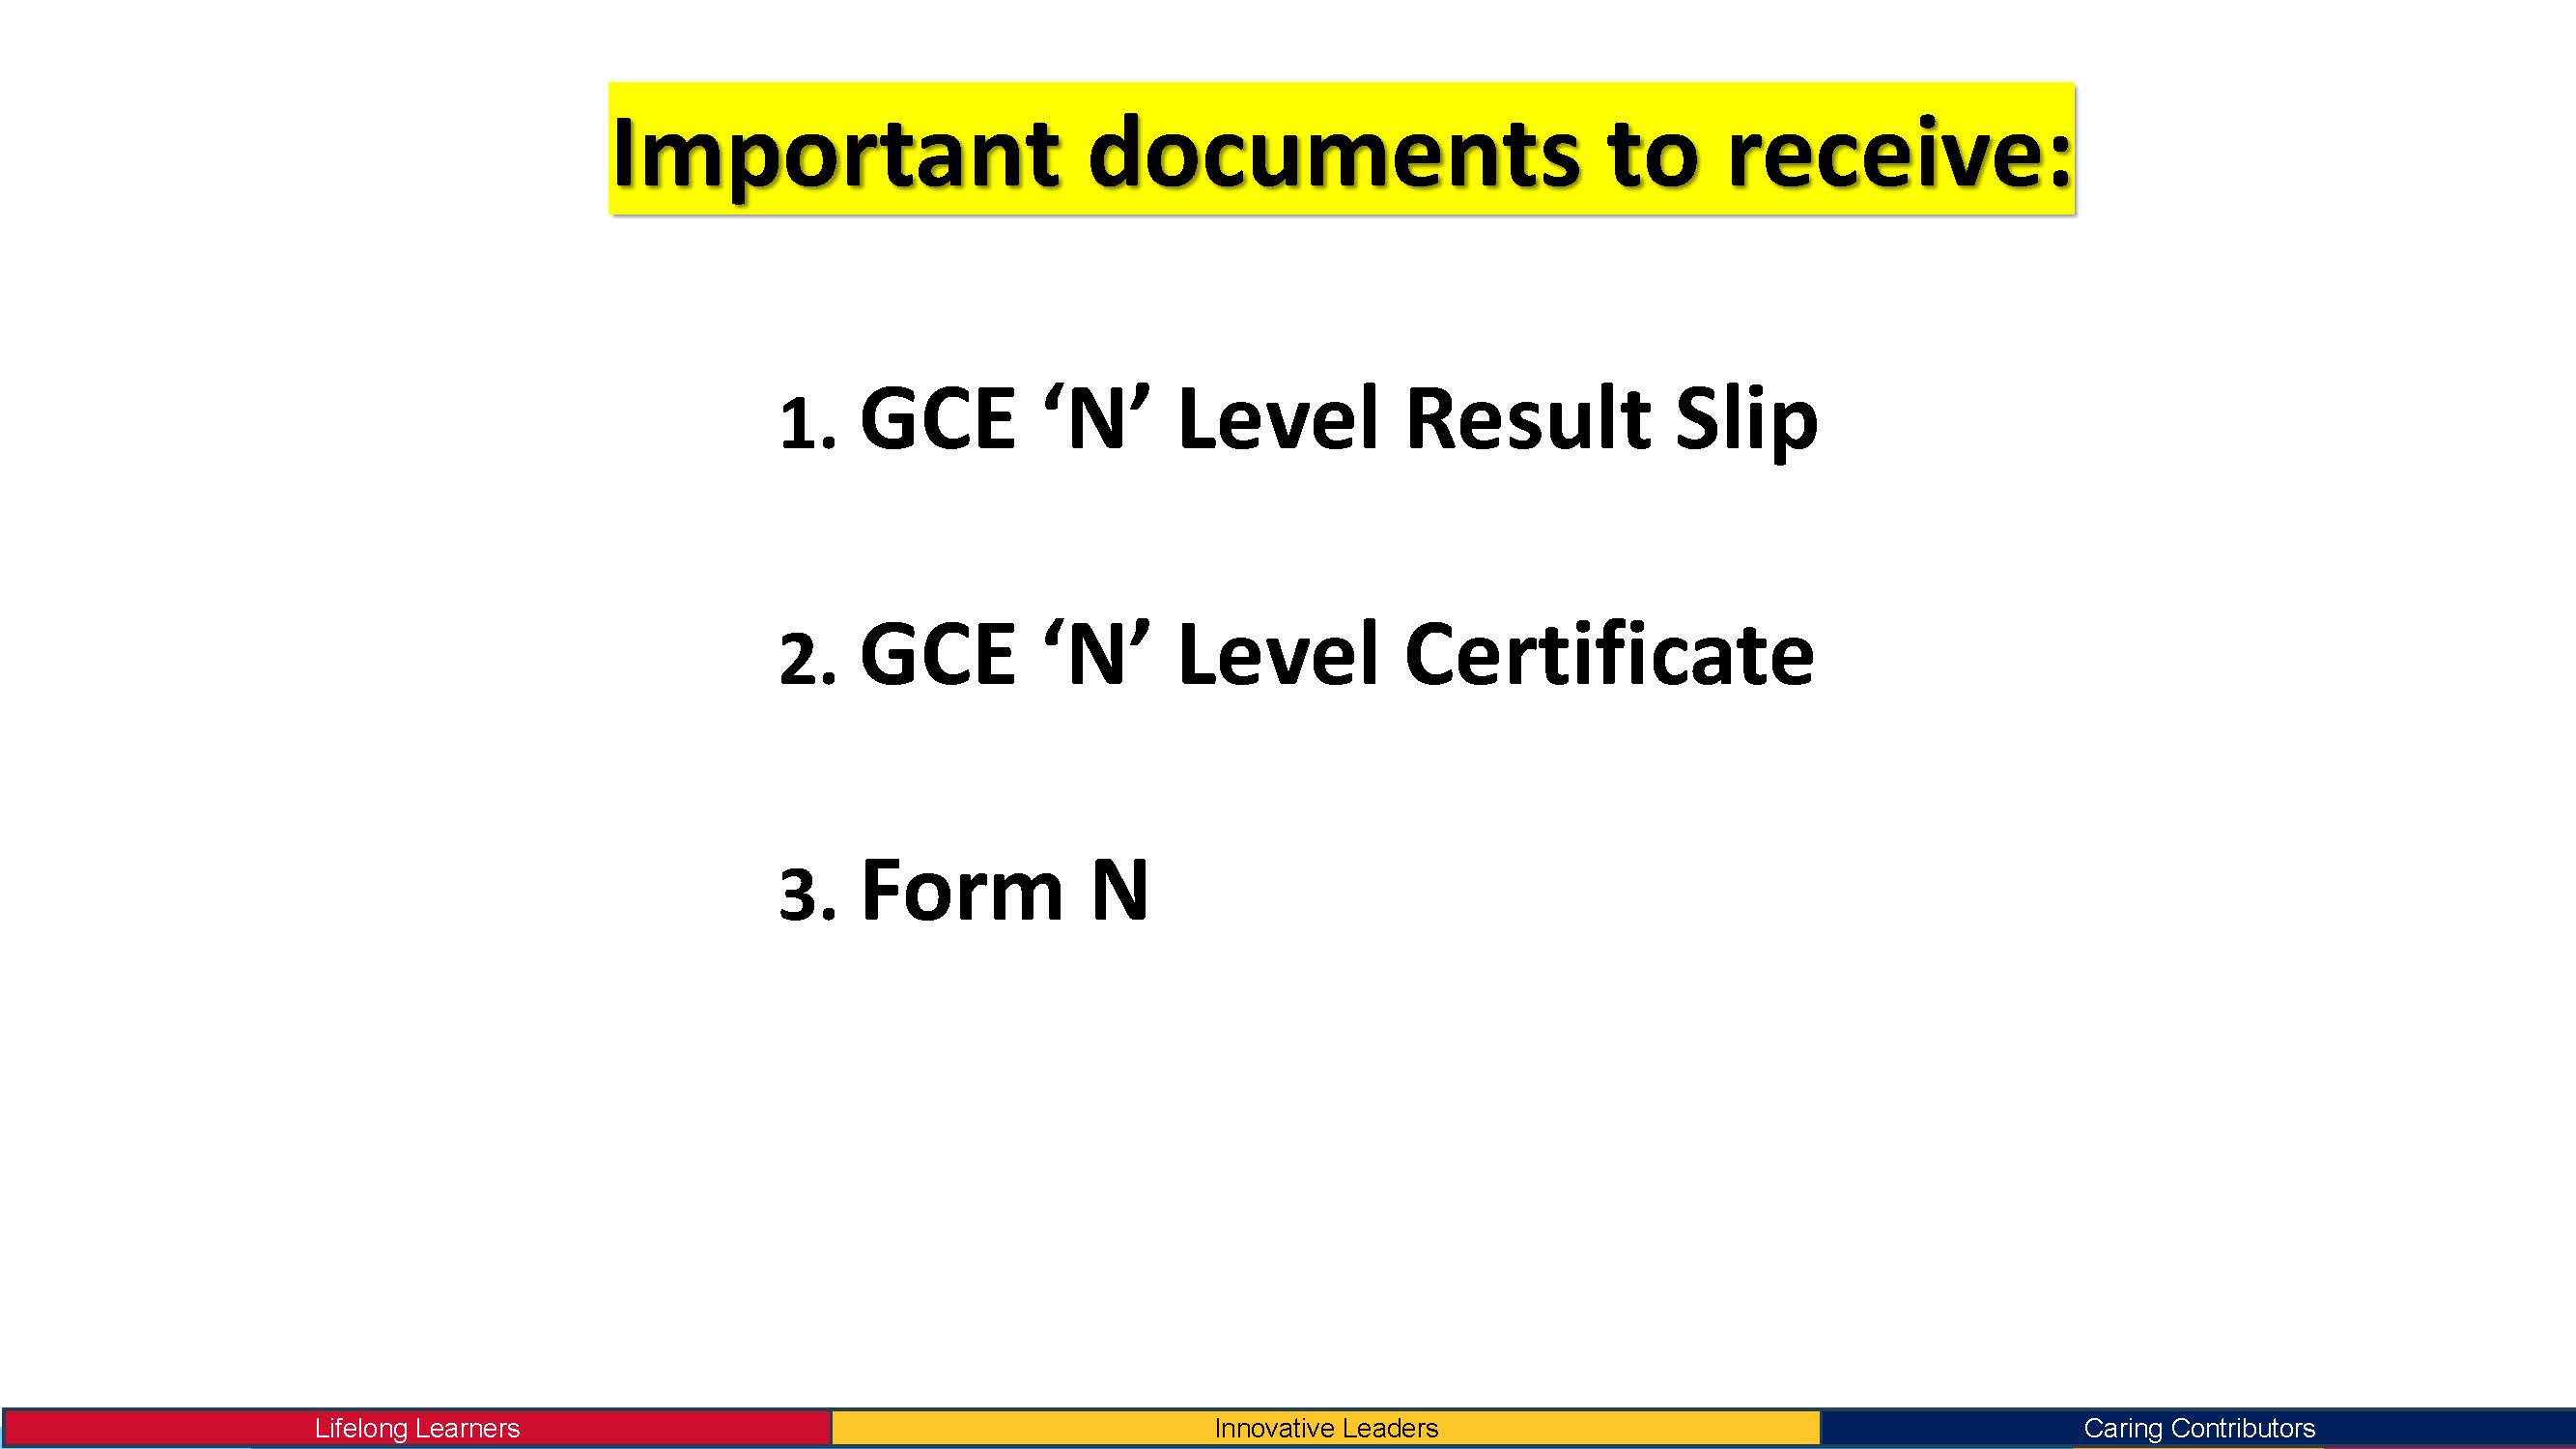 Important documents to receive:
1. GCE ‘N’ Level Result Slip
2. GCE ‘N’ Level Certificate
3. Form N
Lifelong Learners Innovative Leaders Caring Contributors